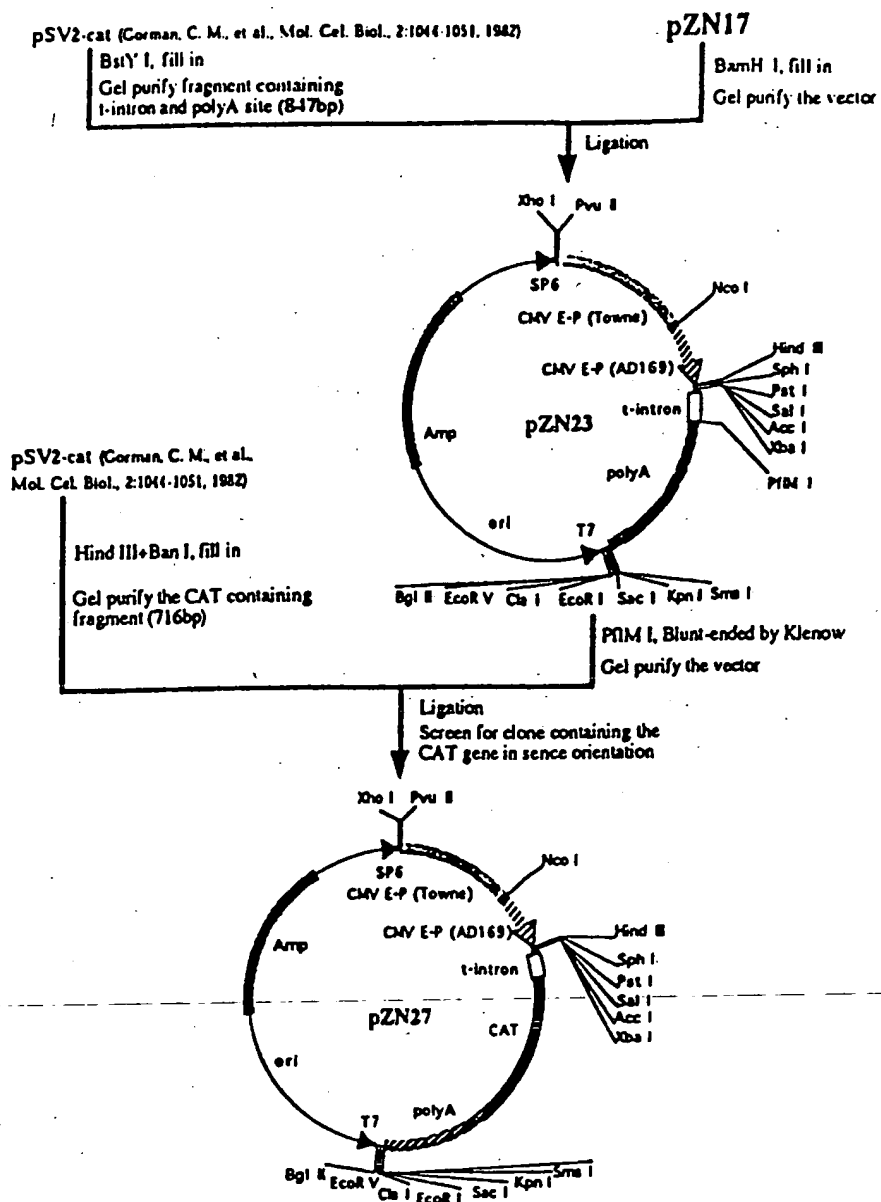 pSV2-cat (Gorman, C. M., et al., Mol. Cel. Biol., 2:1044-1051, 1982)
pZN17
BstY I, fill in
Gel purify fragment containing
t-intron and polyA site (847bp)
BamH I, fill in
Gel purify the vector
Ligation
Xho I
Pvu II
SP6
CMV E-P (Towne)
Nco I
CMV E-P (AD169)
Hind III
Sph I
Pst I
Sal I
Acc I
Xba I
t-intron
PflM I
Amp
pZN23
polyA
ori
T7
Bgl II
EcoR V
Cla I
EcoR I
Sac I
Kpn I
Sma I
pSV2-cat (Gorman, C. M., et al.,
Mol. Cel. Biol., 2:1044-1051, 1982)
Hind III+Ban I, fill in
Gel purify the CAT containing
fragment (716bp)
PflM I, Blunt-ended by Klenow
Gel purify the vector
Ligation
Screen for clone containing the
CAT gene in sence orientation
Xho I
Pvu II
SP6
CMV E-P (Towne)
Nco I
CMV E-P (AD169)
Hind III
Sph I
Pst I
Sal I
Acc I
Xba I
t-intron
Amp
pZN27
CAT
ori
polyA
T7
Bgl II
EcoR V
Cla I
EcoR I
Sac I
Kpn I
Sma I